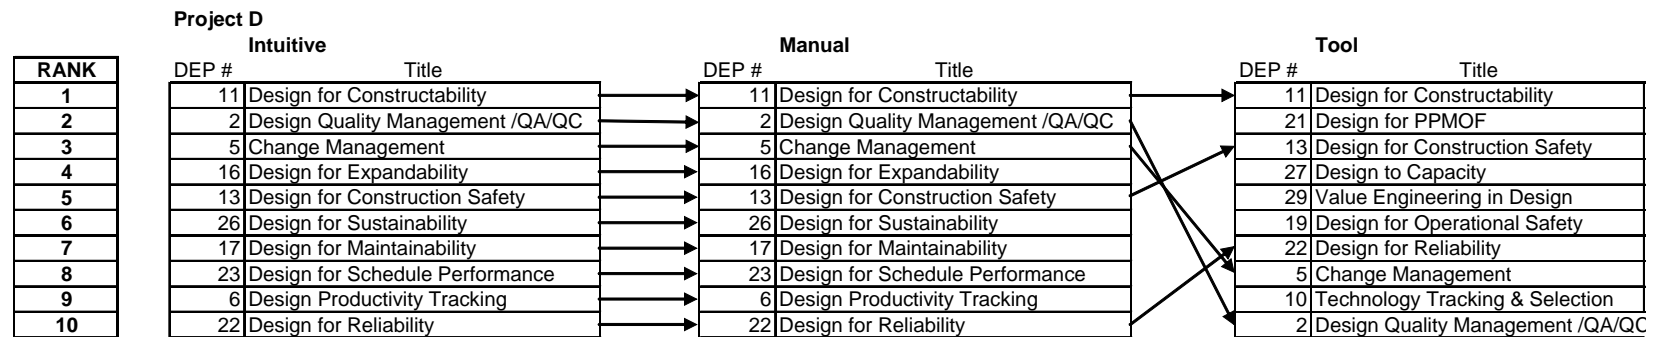 Project D
Intuitive Manual Tool
RANK DEP # Title DEP # Title DEP # Title
1 11 Design for Constructability 11 Design for Constructability 11 Design for Constructability
2 2 Design Quality Management /QA/QC 2 Design Quality Management /QA/QC 21 Design for PPMOF
3 5 Change Management 5 Change Management 13 Design for Construction Safety
4 16 Design for Expandability 16 Design for Expandability 27 Design to Capacity
5 13 Design for Construction Safety 13 Design for Construction Safety 29 Value Engineering in Design
6 26 Design for Sustainability 26 Design for Sustainability 19 Design for Operational Safety
7 17 Design for Maintainability 17 Design for Maintainability 22 Design for Reliability
8 23 Design for Schedule Performance 23 Design for Schedule Performance 5 Change Management
9 6 Design Productivity Tracking 6 Design Productivity Tracking 10 Technology Tracking & Selection
10 22 Design for Reliability 22 Design for Reliability 2 Design Quality Management /QA/QC